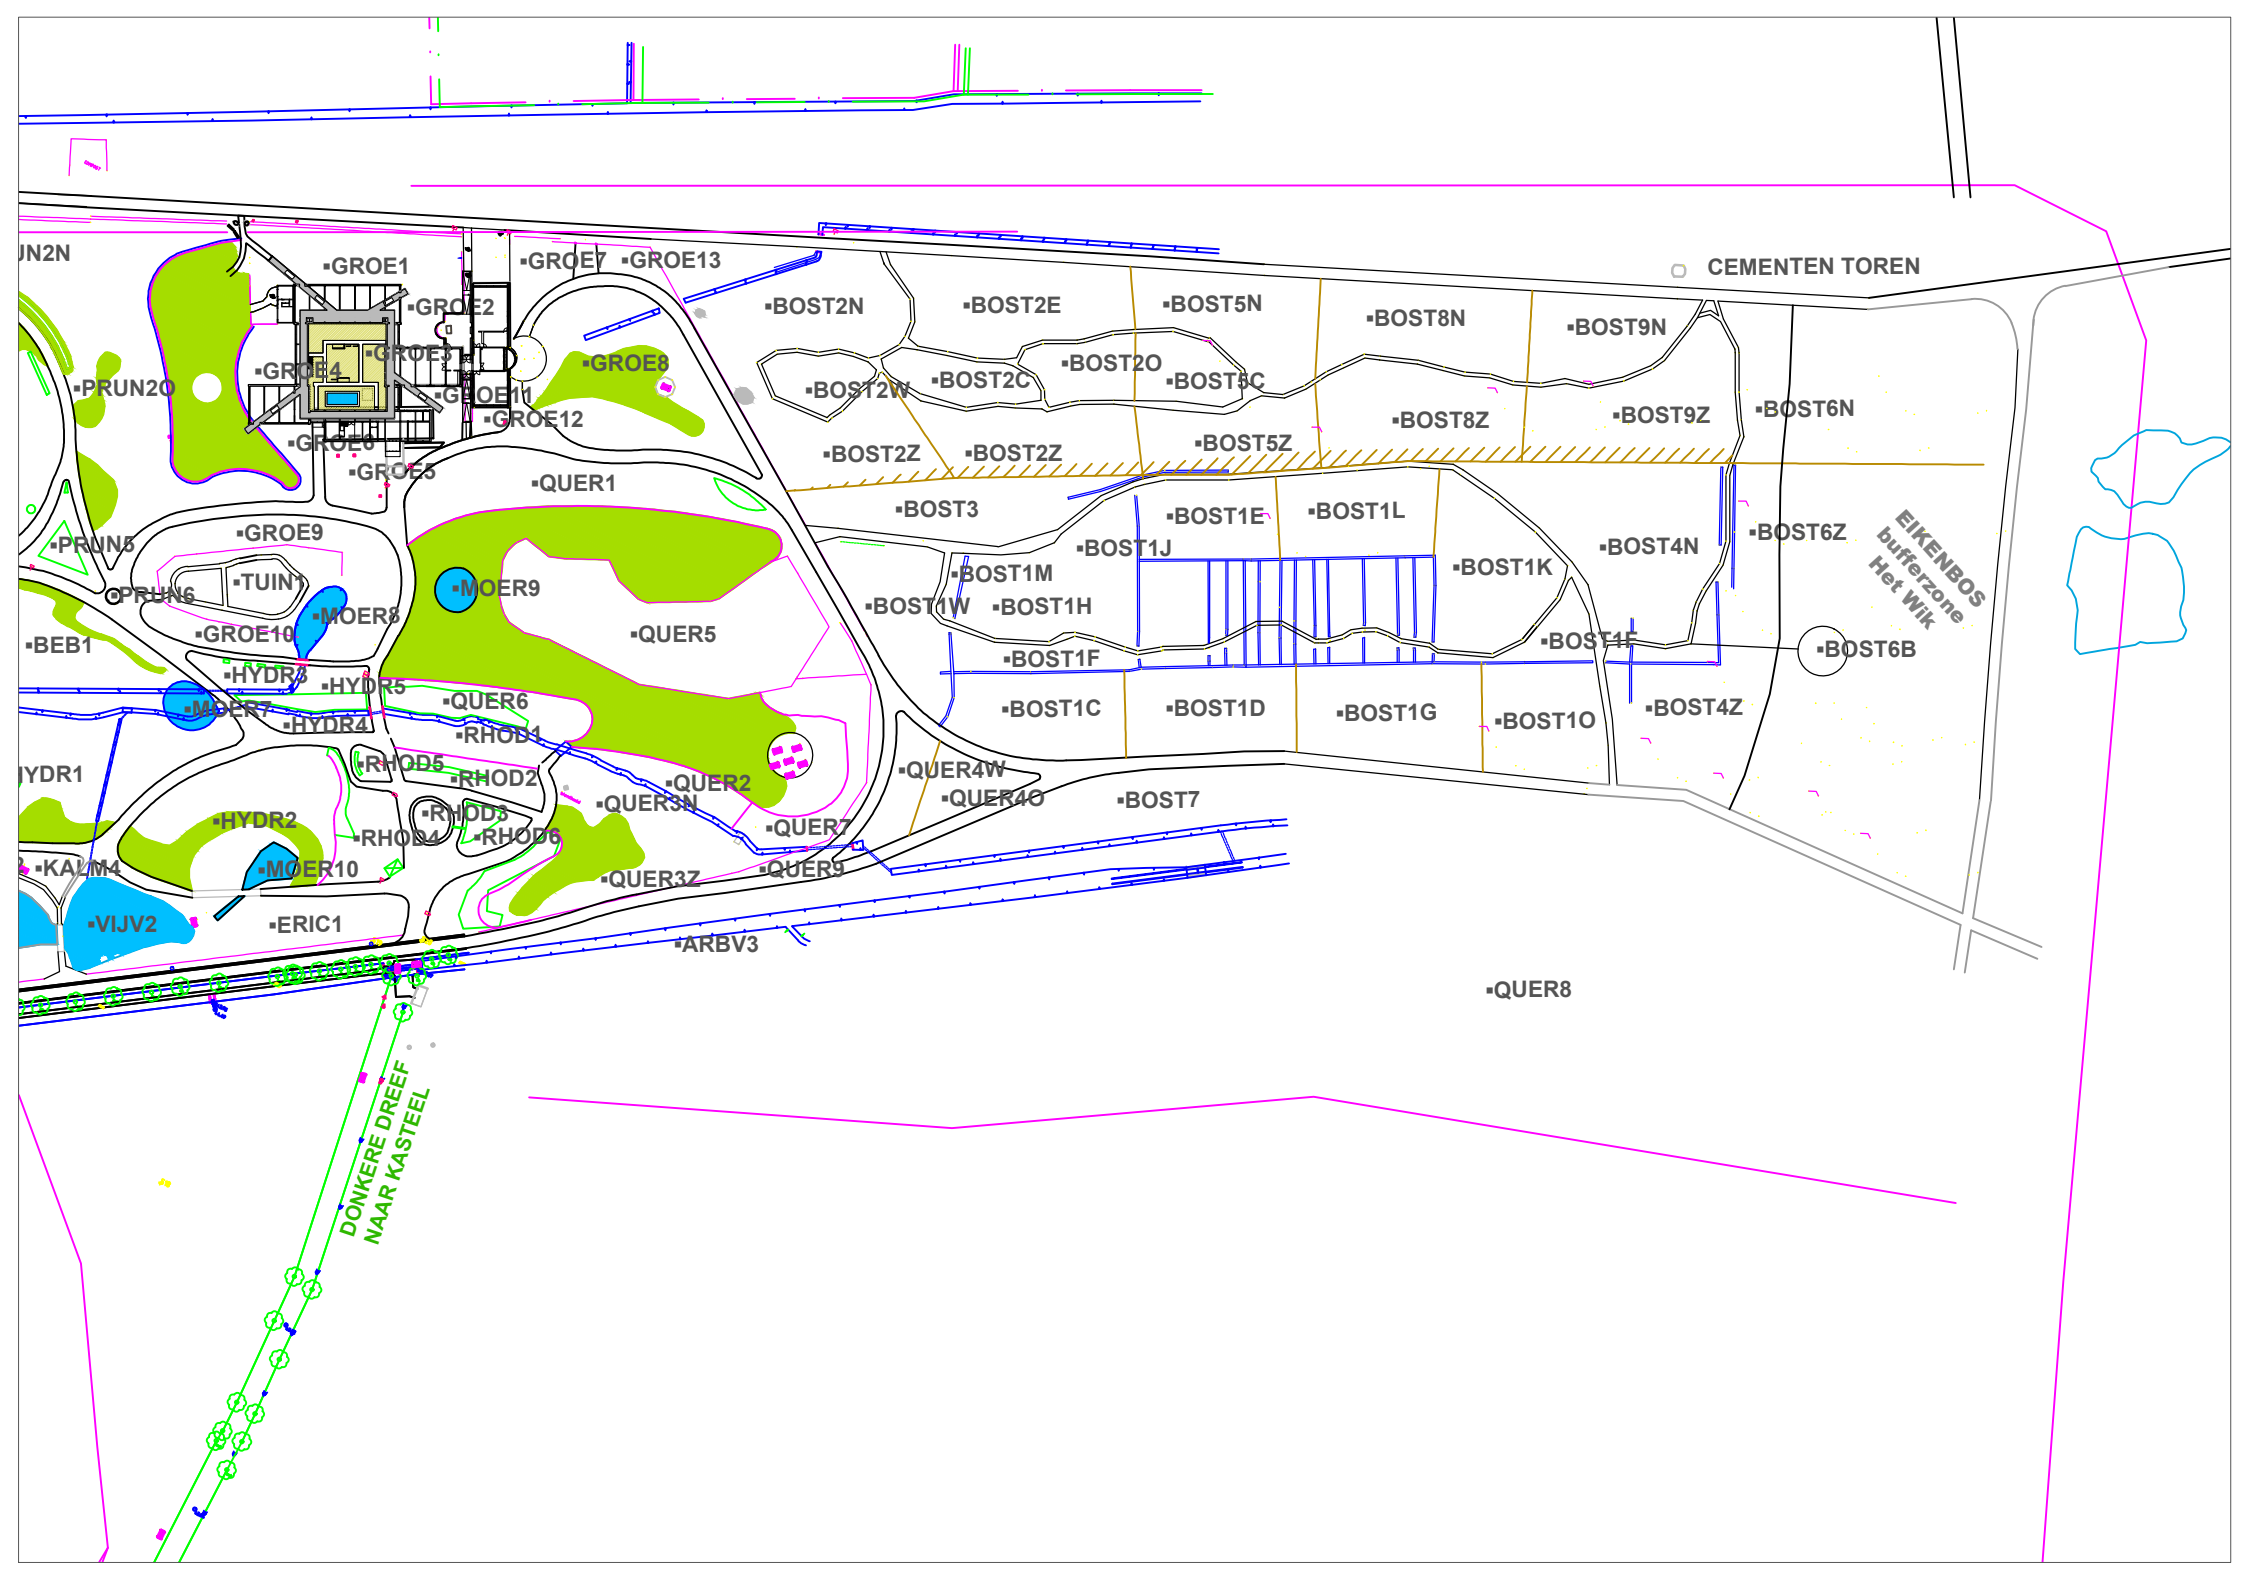 JN2N
▪GROE1
▪GROE7
▪GROE13
CEMENTEN TOREN
▪GROE2
▪BOST2N
▪BOST2E
▪BOST5N
▪BOST8N
▪BOST9N
▪GROE3
▪GROE4
▪GROE8
▪BOST2O
▪PRUN2O
▪GROE11
▪BOST2W
▪BOST2C
▪BOST5C
▪GROE12
▪BOST8Z
▪BOST9Z
▪BOST6N
▪GROE6
▪GROE5
▪BOST2Z
▪BOST2Z
▪BOST5Z
▪QUER1
▪BOST3
▪BOST1E
▪BOST1L
▪GROE9
▪PRUN5
▪BOST1J
▪BOST4N
▪BOST6Z
EIKENBOS
bufferzone
Het Wik
▪TUIN1
▪PRUN6
▪MOER9
▪BOST1M
▪BOST1K
▪MOER8
▪BOST1W
▪BOST1H
▪GROE10
▪QUER5
▪BEB1
▪BOST1F
▪BOST1F
▪BOST6B
▪HYDR3
▪HYDR5
▪MOER7
▪QUER6
▪BOST1C
▪BOST1D
▪BOST1G
▪BOST1O
▪BOST4Z
▪HYDR4
▪RHOD1
HYDR1
▪RHOD5
▪RHOD2
▪QUER2
▪QUER4W
▪QUER3N
▪QUER4O
▪BOST7
▪HYDR2
▪RHOD3
▪RHOD4
▪RHOD6
▪QUER7
▪KALM4
▪MOER10
▪QUER3Z
▪QUER9
▪VIJV2
▪ERIC1
▪ARBV3
▪QUER8
DONKERE DREEF
NAAR KASTEEL